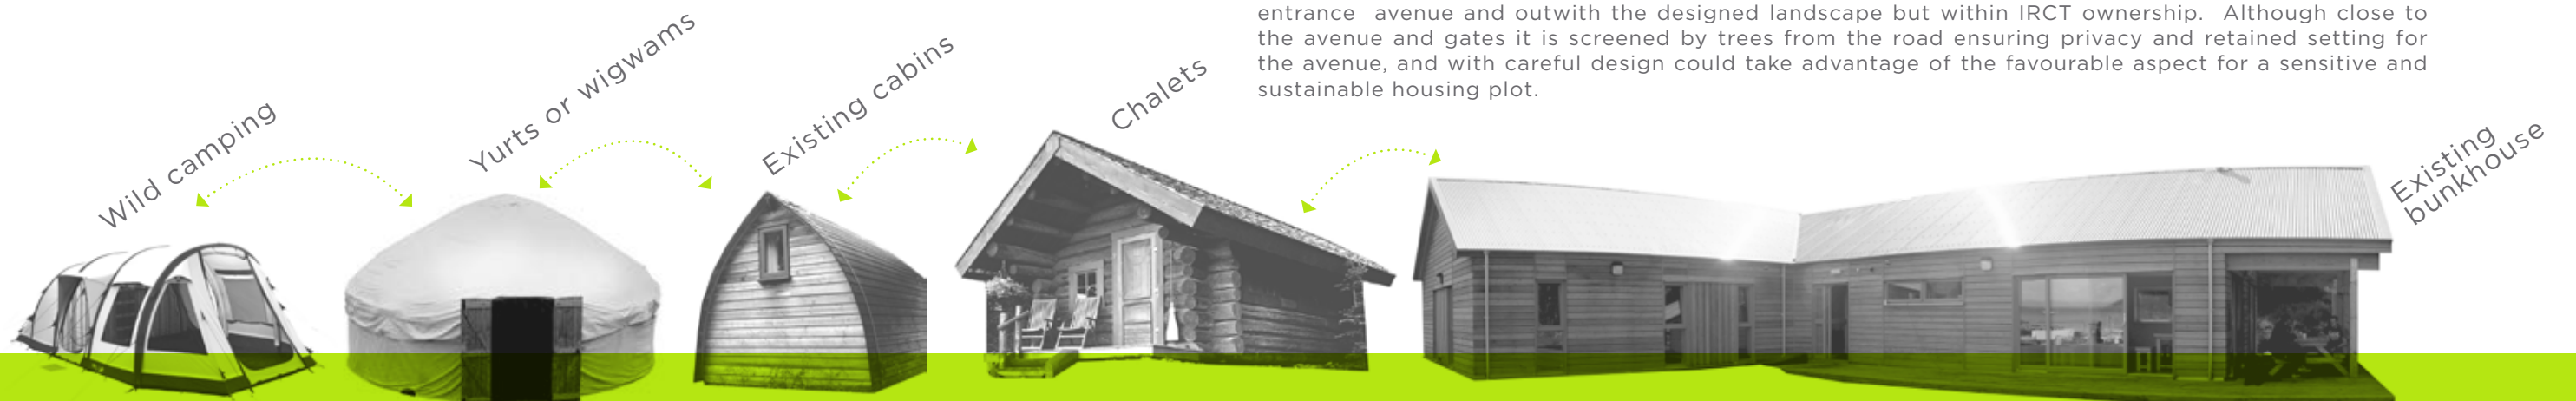 entrance avenue and outwith the designed landscape but within IRCT ownership. Although close to
the avenue and gates it is screened by trees from the road ensuring privacy and retained setting for
the avenue, and with careful design could take advantage of the favourable aspect for a sensitive and
sustainable housing plot.
Wild camping
Yurts or wigwams
Existing cabins
Chalets
Existing
bunkhouse